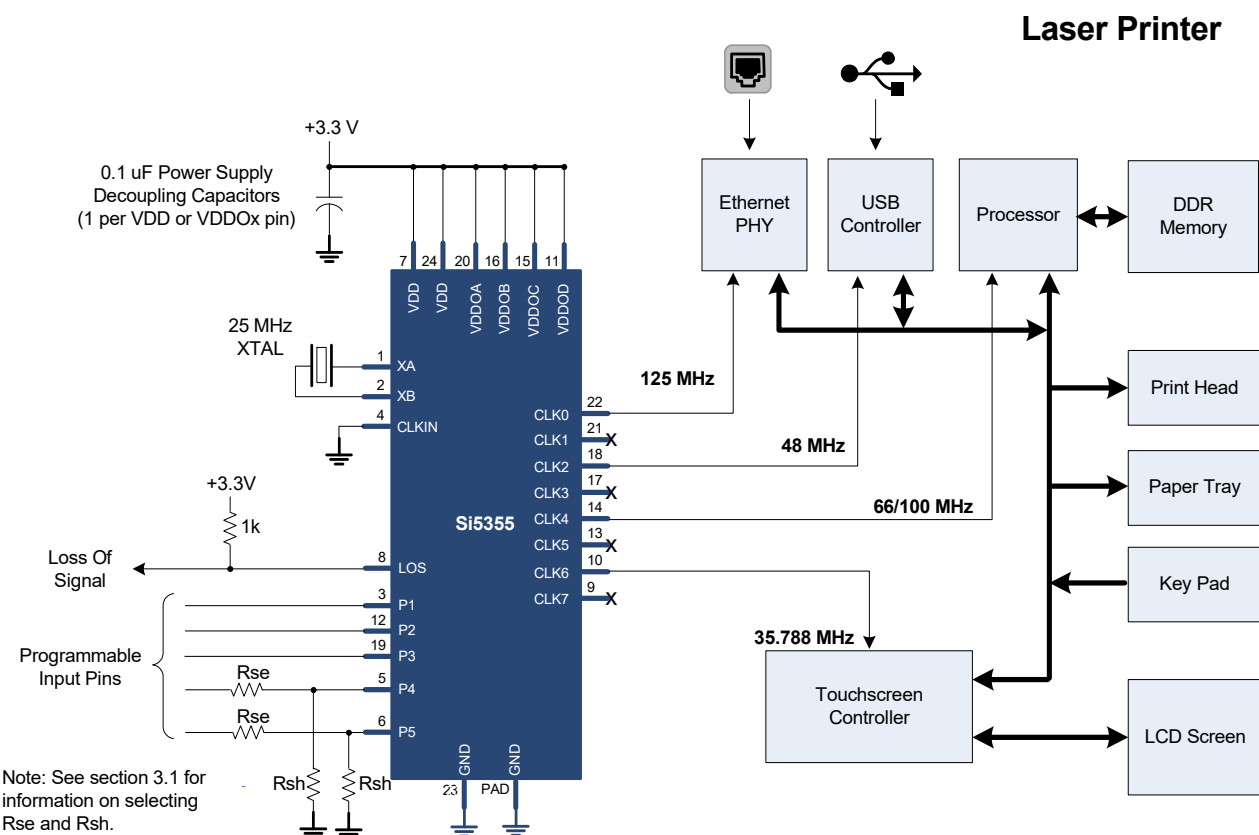 Laser Printer
+3.3 V
0.1 uF Power Supply
Decoupling Capacitors
(1 per VDD or VDDOx pin)
7 24 20 16 15 11
VDD
VDD
VDDOA
VDDOB
VDDOC
VDDOD
25 MHz
XTAL
1 XA
2 XB
4 CLKIN
+3.3V
1k
Loss Of
Signal
8 LOS
3 P1
12 P2
19 P3
Programmable
Input Pins
Rse
5 P4
Rse
6 P5
Rsh
Rsh
Note: See section 3.1 for
information on selecting
Rse and Rsh.
Si5355
GND
GND
23
PAD
CLK0 22
CLK1 21 X
CLK2 18
CLK3 17 X
CLK4 14
CLK5 13 X
CLK6 10
CLK7 9 X
125 MHz
48 MHz
66/100 MHz
35.788 MHz
Ethernet
PHY
USB
Controller
Processor
DDR
Memory
Print Head
Paper Tray
Key Pad
Touchscreen
Controller
LCD Screen